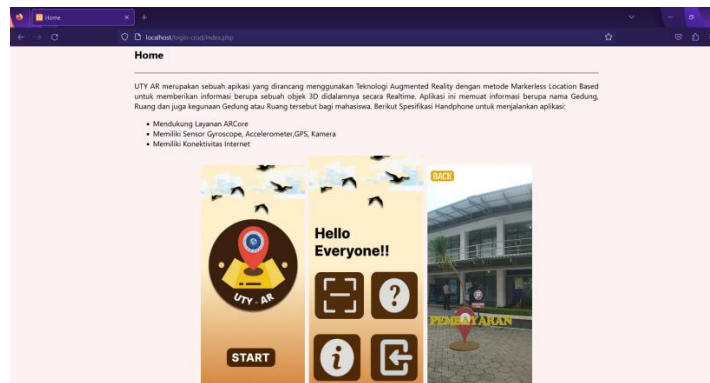 Home
localhost/login-crud/index.php
Home
UTY AR merupakan sebuah apikasi yang dirancang menggunakan Teknologi Augmented Reality dengan metode Markerless Location Based
untuk memberikan informasi berupa sebuah objek 3D didalamnya secara Realtime. Aplikasi ini memuat informasi berupa nama Gedung,
Ruang dan juga kegunaan Gedung atau Ruang tersebut bagi mahasiswa. Berikut Spesifikasi Handphone untuk menjalankan aplikasi:
• Mendukung Layanan ARCore
• Memiliki Sensor Gyroscope, Accelerometer,GPS, Kamera
• Memiliki Konektivitas Internet
UTY - AR
START
Hello
Everyone!!
BACK
PEMBAYARAN